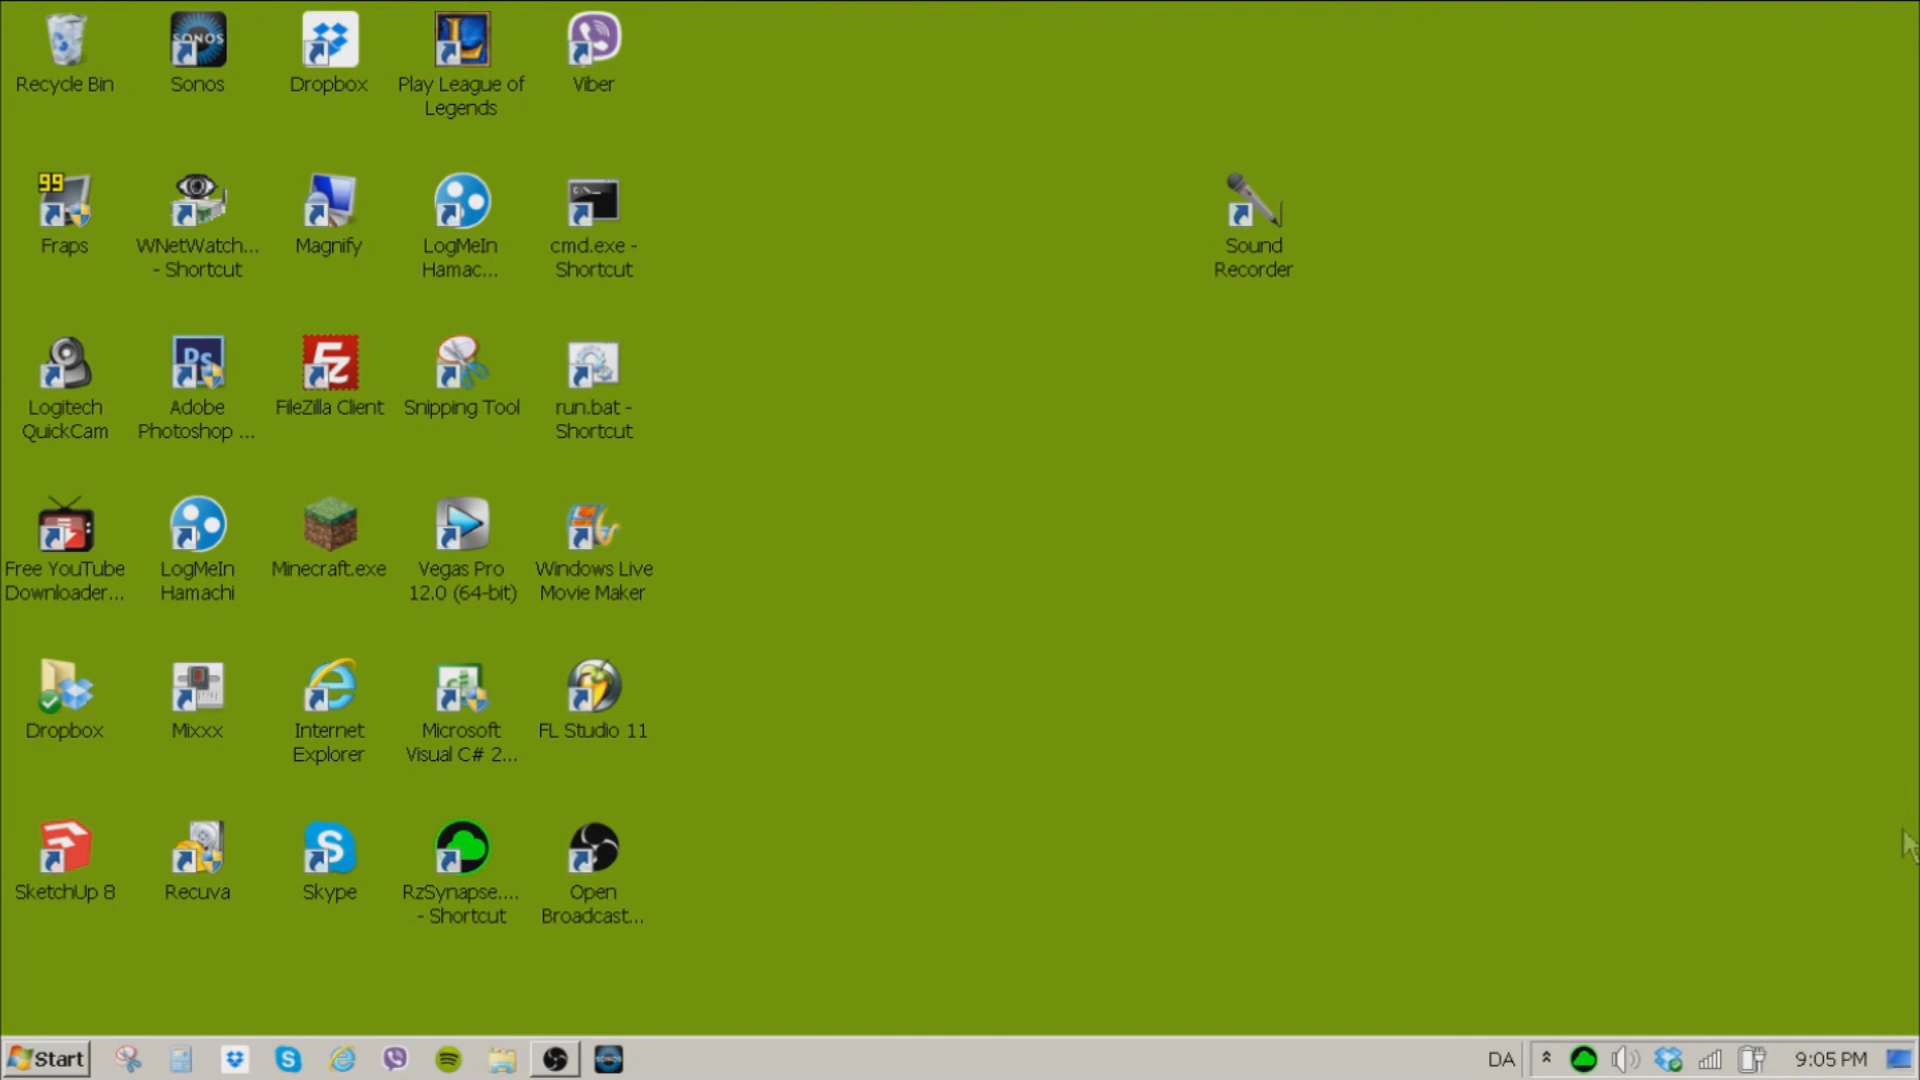 Recycle Bin
Sonos
Dropbox
Play League of
Legends
Viber
99
Fraps
WNetWatch...
- Shortcut
Magnify
LogMeIn
Hamac...
cmd.exe -
Shortcut
Sound
Recorder
Logitech
QuickCam
Adobe
Photoshop ...
FileZilla Client
Snipping Tool
run.bat -
Shortcut
Free YouTube
Downloader...
LogMeIn
Hamachi
Minecraft.exe
Vegas Pro
12.0 (64-bit)
Windows Live
Movie Maker
Dropbox
Mixxx
Internet
Explorer
Microsoft
Visual C# 2...
FL Studio 11
SketchUp 8
Recuva
Skype
RzSynapse....
- Shortcut
Open
Broadcast...
Start
DA
9:05 PM